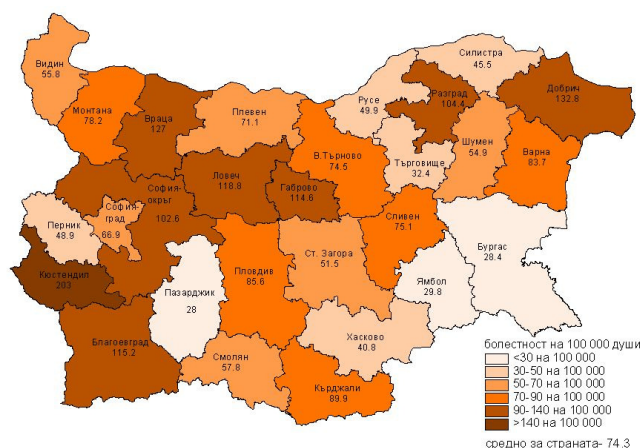 Видин
55.8
Монтана
78.2
Враца
127
Плевен
71.1
Русе
49.9
Силистра
45.5
Разград
104.4
Добрич
132.8
Шумен
54.9
Варна
83.7
Търговище
32.4
В.Търново
74.5
Ловеч
118.8
Габрово
114.6
София-
окръг
102.6
София-
град
66.9
Перник
48.9
Кюстендил
203
Пазарджик
28
Пловдив
85.6
Ст. Загора
51.5
Сливен
75.1
Ямбол
29.8
Бургас
28.4
Благоевград
115.2
Смолян
57.8
Хасково
40.8
Кърджали
89.9
болестност на 100 000 души
<30 на 100 000
30-50 на 100 000
50-70 на 100 000
70-90 на 100 000
90-140 на 100 000
>140 на 100 000
средно за страната- 74.3